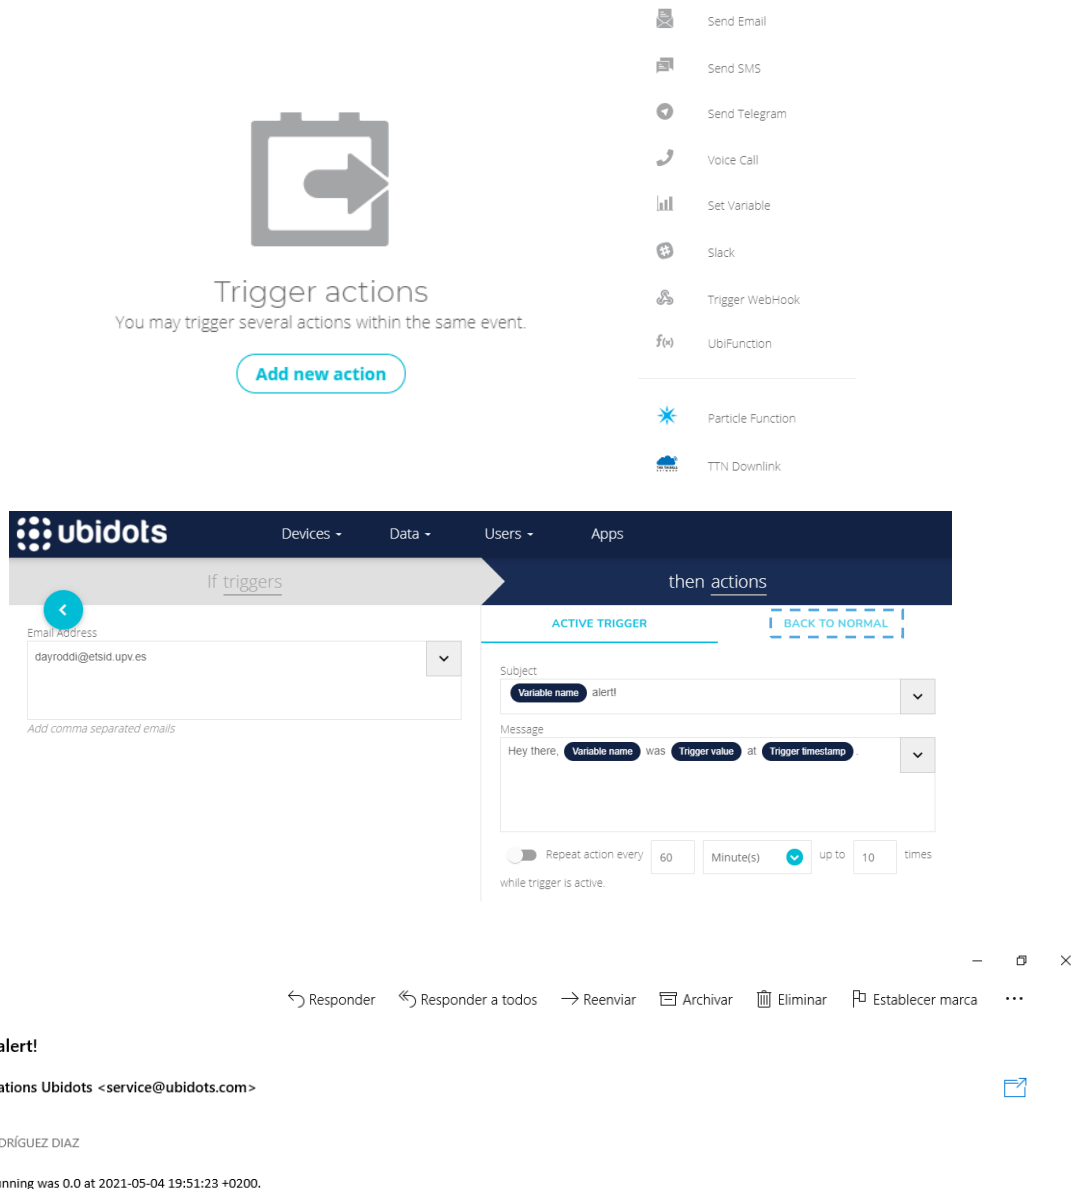 Send Email
Send SMS
Send Telegram
Voice Call
Set Variable
Slack
Trigger WebHook
f(x) UbiFunction
Particle Function
TTN Downlink
Trigger actions
You may trigger several actions within the same event.
Add new action
ubidots Devices Data Users Apps
If triggers then actions
Email Address
dayroddi@etsid.upv.es
Add comma separated emails
ACTIVE TRIGGER BACK TO NORMAL
Subject
Variable name alert!
Message
Hey there, Variable name was Trigger value at Trigger timestamp .
Repeat action every 60 Minute(s) up to 10 times
while trigger is active.
Responder Responder a todos Reenviar Archivar Eliminar Establecer marca ...
alert!
ations Ubidots <service@ubidots.com>
DRÍGUEZ DIAZ
unning was 0.0 at 2021-05-04 19:51:23 +0200.